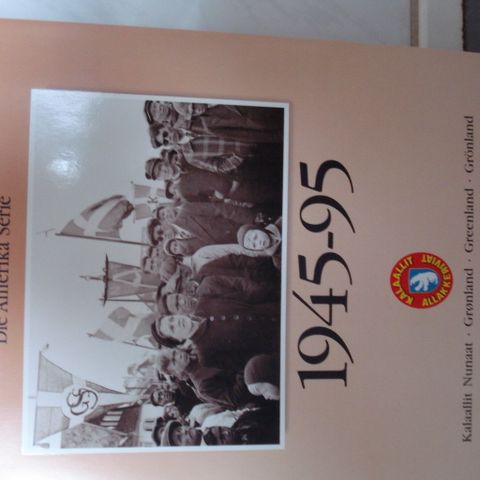 Die Amerika Serie
1945-95
KALAALLIT
ALLAKKERIVIAT
Kalaallit Nunaat · Grønland · Greenland · Grönland